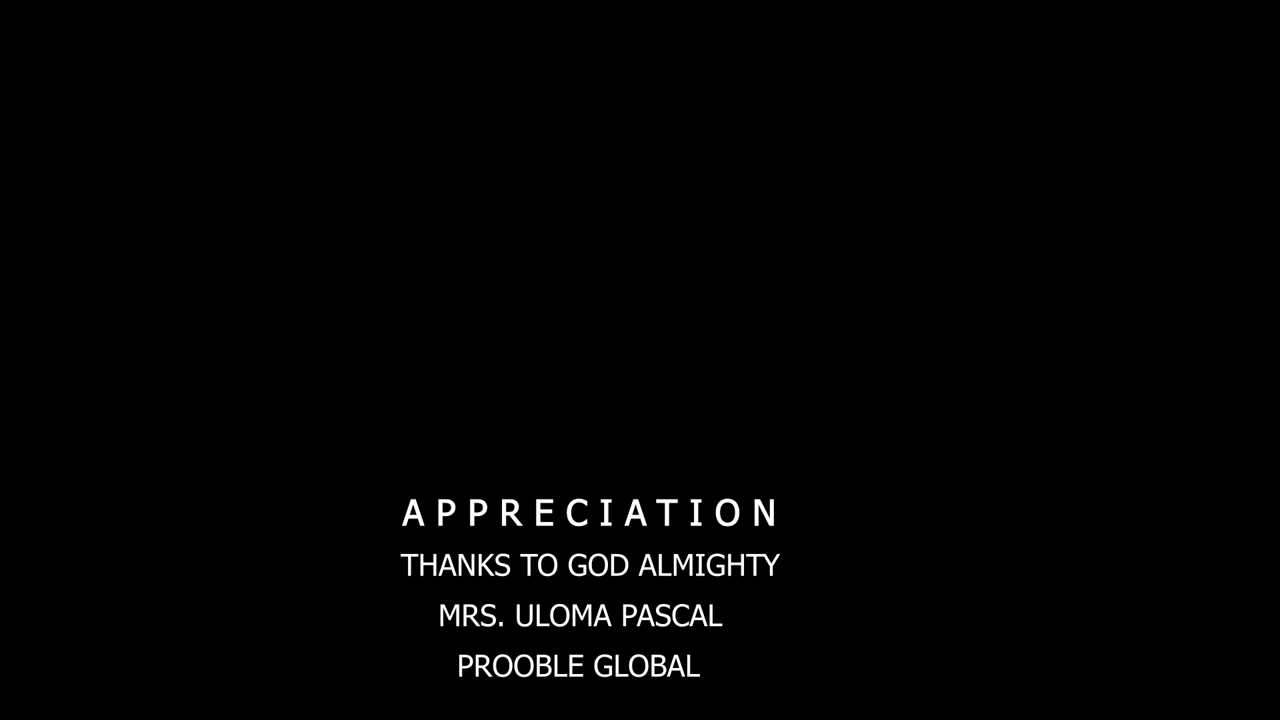 A P P R E C I A T I O N
THANKS TO GOD ALMIGHTY
MRS. ULOMA PASCAL
PROOBLE GLOBAL